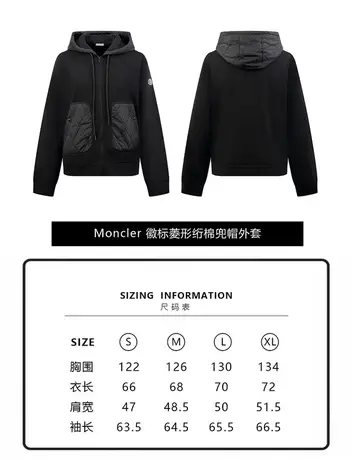 Moncler 徽标菱形绗棉兜帽外套
SIZING INFORMATION
尺码表
SIZE S M L XL
胸围 122 126 130 134
衣长 66 68 70 72
肩宽 47 48.5 50 51.5
袖长 63.5 64.5 65.5 66.5